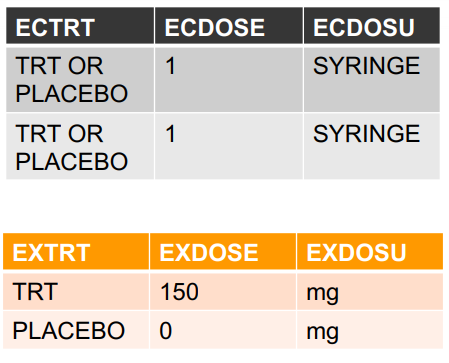 ECTRT ECDOSE ECDOSU
TRT OR 1 SYRINGE
PLACEBO
TRT OR 1 SYRINGE
PLACEBO
EXTRT EXDOSE EXDOSU
TRT 150 mg
PLACEBO 0 mg